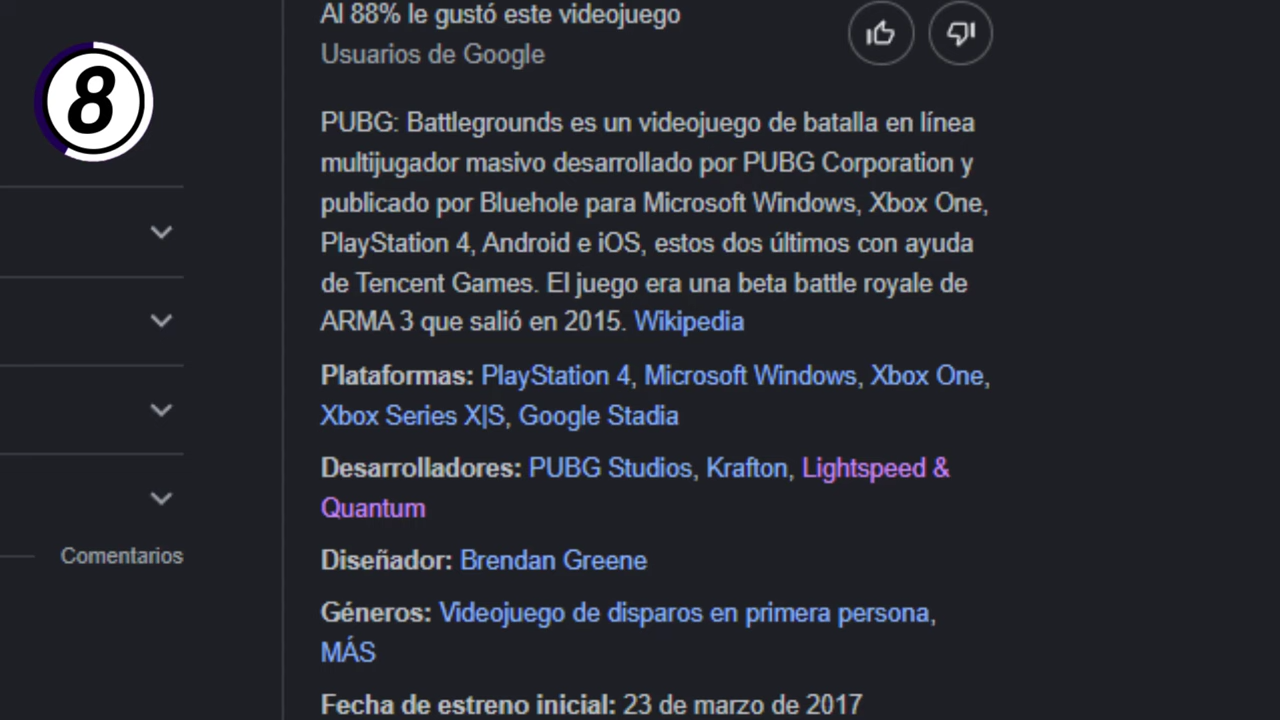 Al 88% le gustó este videojuego
Usuarios de Google
8
PUBG: Battlegrounds es un videojuego de batalla en línea
multijugador masivo desarrollado por PUBG Corporation y
publicado por Bluehole para Microsoft Windows, Xbox One,
PlayStation 4, Android e iOS, estos dos últimos con ayuda
de Tencent Games. El juego era una beta battle royale de
ARMA 3 que salió en 2015. Wikipedia
Plataformas: PlayStation 4, Microsoft Windows, Xbox One,
Xbox Series X|S, Google Stadia
Desarrolladores: PUBG Studios, Krafton, Lightspeed &
Quantum
Comentarios
Diseñador: Brendan Greene
Géneros: Videojuego de disparos en primera persona,
MÁS
Fecha de estreno inicial: 23 de marzo de 2017